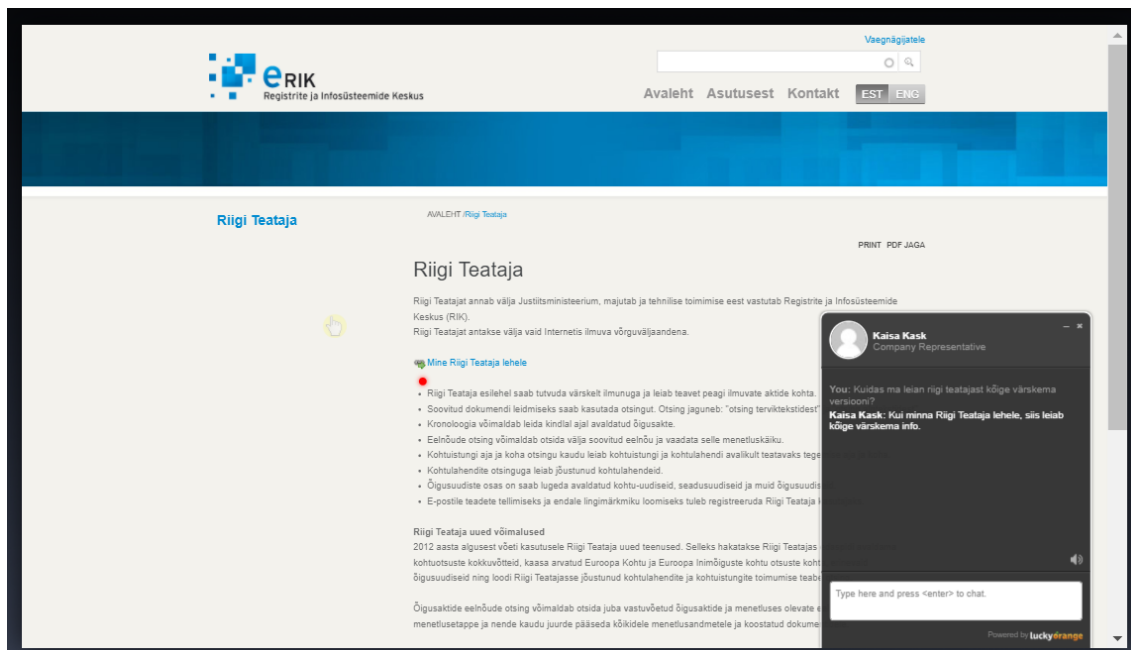 Vaegnägijatele
eRIK
Registrite ja Infosüsteemide Keskus
Avaleht Asutusest Kontakt EST ENG
Riigi Teataja
AVALEHT /Riigi Teataja
PRINT PDF JAGA
Riigi Teataja
Riigi Teatajat annab välja Justiitsministeerium, majutab ja tehnilise toimimise eest vastutab Registrite ja Infosüsteemide
Keskus (RIK).
Riigi Teatajat antakse välja vaid Internetis ilmuva võrguväljaandena.
Mine Riigi Teataja lehele
• Riigi Teataja esilehel saab tutvuda värskelt ilmunuga ja leiab teavet peagi ilmuvate aktide kohta.
• Soovitud dokumendi leidmiseks saab kasutada otsingut. Otsing jaguneb: "otsing terviktekstidest"
• Kronoloogia võimaldab leida kindlal ajal avaldatud õigusakte.
• Eelnõude otsing võimaldab otsida välja soovitud eelnõu ja vaadata selle menetluskäiku.
• Kohtuistungi aja ja koha otsingu kaudu leiab kohtuistungi ja kohtulahendi avalikult teatavaks
• Kohtulahendite otsinguga leiab jõustunud kohtulahendeid.
• Õigusuudiste osas on saab lugeda avaldatud kohtu-uudiseid, seadusuudiseid ja muid
• E-postile teadete tellimiseks ja endale lingimärkmiku loomiseks tuleb registreeruda Riigi Teataja
Riigi Teataja uued võimalused
2012 aasta algusest võeti kasutusele Riigi Teataja uued teenused. Selleks hakatakse Riigi Teatajas
kohtuotsuste kokkuvõtteid, kaasa arvatud Euroopa Kohtu ja Euroopa Inimõiguste kohtu otsuste
õigusuudiseid ning loodi Riigi Teatajasse jõustunud kohtulahendite ja kohtuistungite toimumise
Õigusaktide eelnõude otsing võimaldab otsida juba vastuvõetud õigusaktide ja menetluses olevate
menetlusetappe ja nende kaudu juurde pääseda kõikidele menetlusandmetele ja koostatud
Kaisa Kask
Company Representative
You: Kuidas ma leian riigi teatajast kõige värskema
versiooni?
Kaisa Kask: Kui minna Riigi Teataja lehele, siis leiab
kõige värskema info.
Type here and press <enter> to chat.
Powered by luckyorange